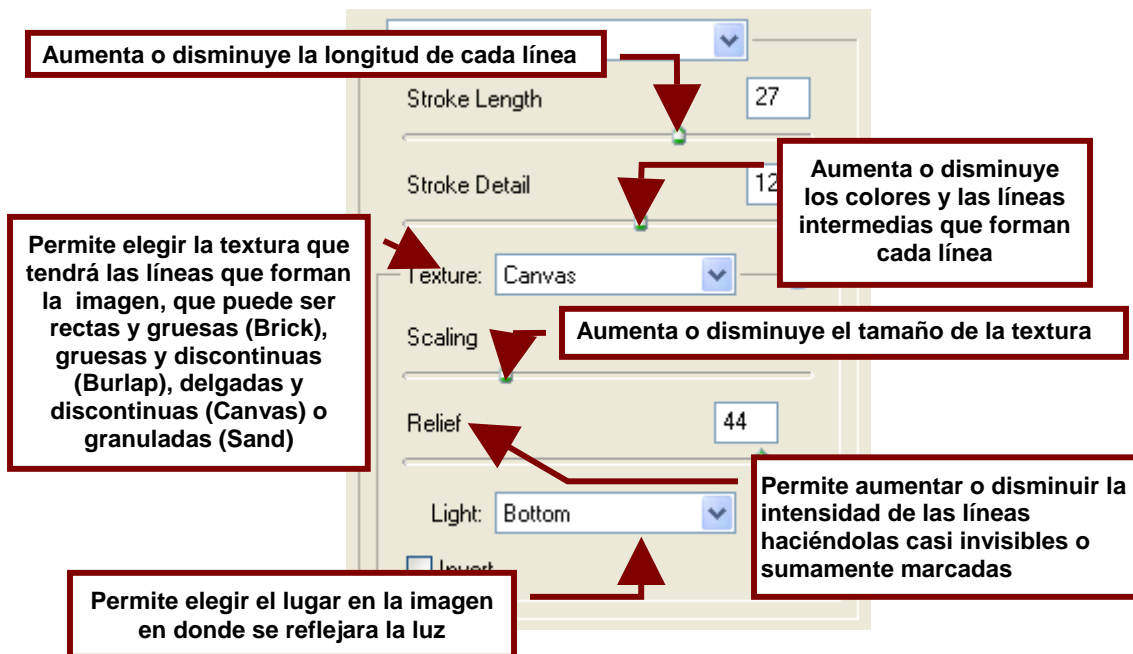 Aumenta o disminuye la longitud de cada línea
Stroke Length
27
Stroke Detail
12
Aumenta o disminuye
los colores y las líneas
intermedias que forman
cada línea
Permite elegir la textura que
tendrá las líneas que forman
la imagen, que puede ser
rectas y gruesas (Brick),
gruesas y discontinuas
(Burlap), delgadas y
discontinuas (Canvas) o
granuladas (Sand)
Texture: Canvas
Scaling
Aumenta o disminuye el tamaño de la textura
Relief
44
Permite aumentar o disminuir la
intensidad de las líneas
haciéndolas casi invisibles o
sumamente marcadas
Light: Bottom
Invert
Permite elegir el lugar en la imagen
en donde se reflejara la luz